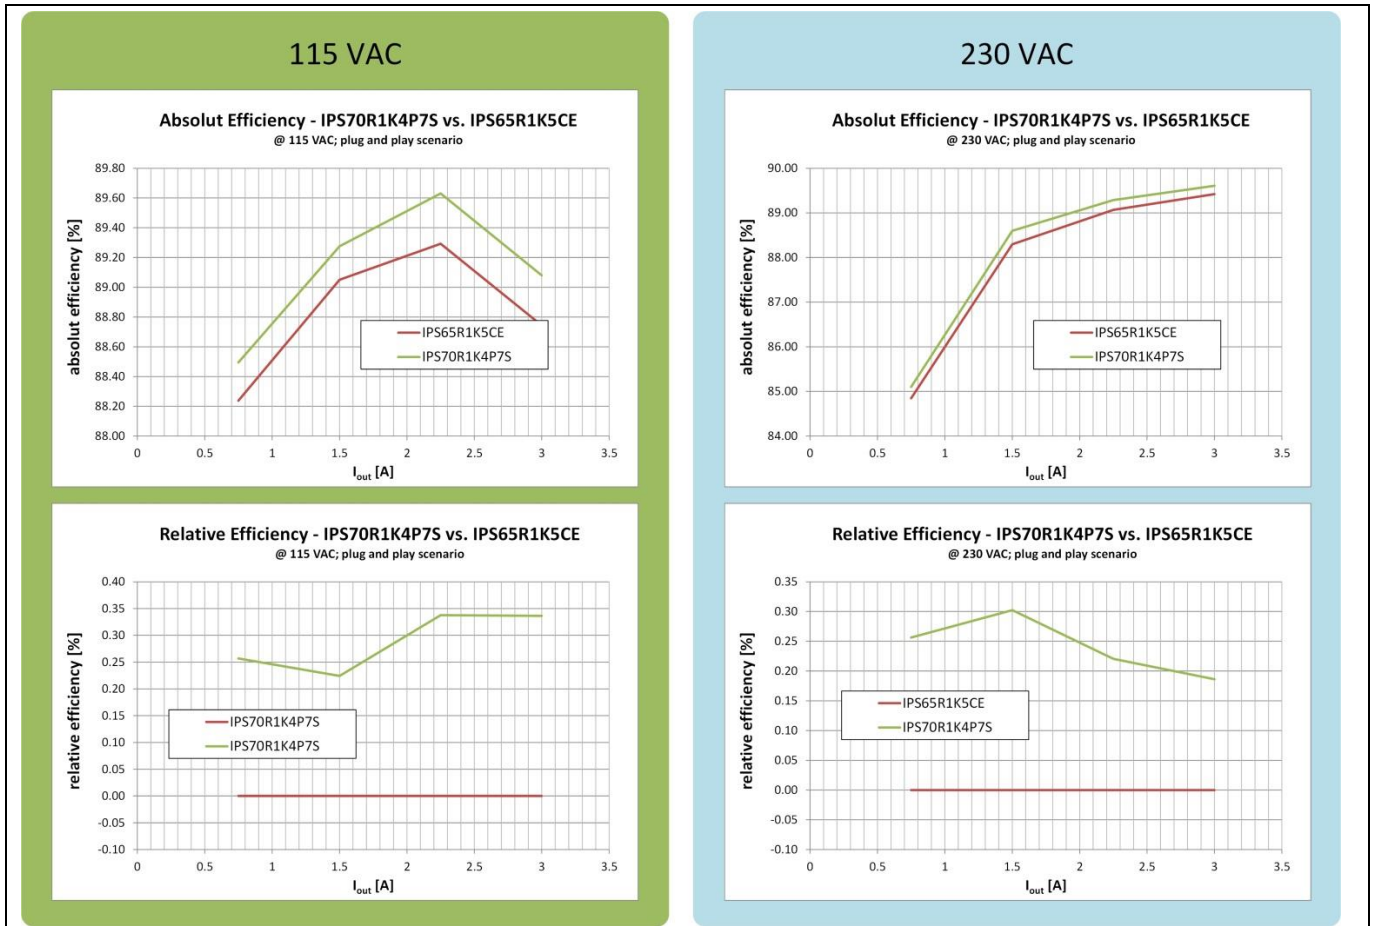 115 VAC
Absolut Efficiency - IPS70R1K4P7S vs. IPS65R1K5CE
@ 115 VAC; plug and play scenario
absolut efficiency [%]
89.80
89.60
89.40
89.20
89.00
88.80
88.60
88.40
88.20
88.00
IPS65R1K5CE
IPS70R1K4P7S
0 0.5 1 1.5 2 2.5 3 3.5
Iout [A]
Relative Efficiency - IPS70R1K4P7S vs. IPS65R1K5CE
@ 115 VAC; plug and play scenario
relative efficiency [%]
0.40
0.35
0.30
0.25
0.20
0.15
0.10
0.05
0.00
-0.05
-0.10
IPS70R1K4P7S
IPS70R1K4P7S
0 0.5 1 1.5 2 2.5 3 3.5
Iout [A]
230 VAC
Absolut Efficiency - IPS70R1K4P7S vs. IPS65R1K5CE
@ 230 VAC; plug and play scenario
absolut efficiency [%]
90.00
89.00
88.00
87.00
86.00
85.00
84.00
IPS65R1K5CE
IPS70R1K4P7S
0 0.5 1 1.5 2 2.5 3 3.5
Iout [A]
Relative Efficiency - IPS70R1K4P7S vs. IPS65R1K5CE
@ 230 VAC; plug and play scenario
relative efficiency [%]
0.35
0.30
0.25
0.20
0.15
0.10
0.05
0.00
-0.05
-0.10
IPS65R1K5CE
IPS70R1K4P7S
0 0.5 1 1.5 2 2.5 3 3.5
Iout [A]